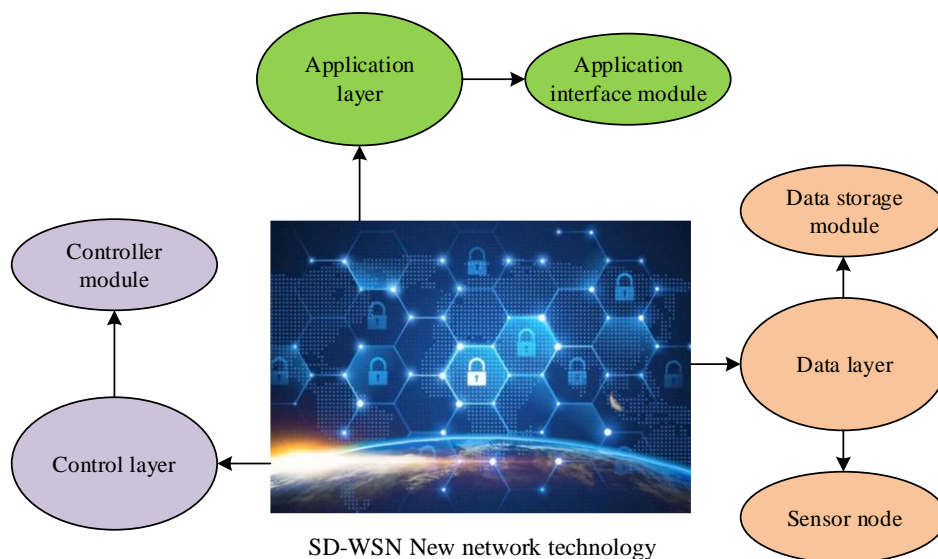 Application
layer
Application
interface module
Data storage
module
Controller
module
Data layer
Control layer
Sensor node
SD-WSN New network technology